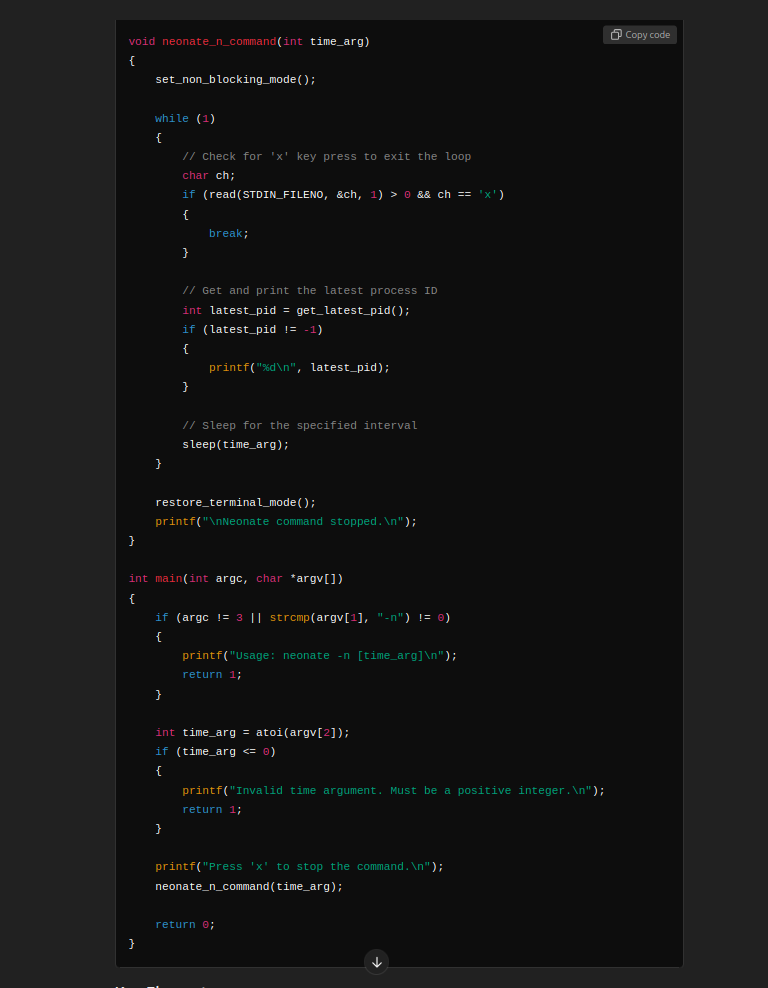 Copy code
void neonate_n_command(int time_arg)
{
    set_non_blocking_mode();

    while (1)
    {
        // Check for 'x' key press to exit the loop
        char ch;
        if (read(STDIN_FILENO, &ch, 1) > 0 && ch == 'x')
        {
            break;
        }

        // Get and print the latest process ID
        int latest_pid = get_latest_pid();
        if (latest_pid != -1)
        {
            printf("%d\n", latest_pid);
        }

        // Sleep for the specified interval
        sleep(time_arg);
    }

    restore_terminal_mode();
    printf("\nNeonate command stopped.\n");
}

int main(int argc, char *argv[])
{
    if (argc != 3 || strcmp(argv[1], "-n") != 0)
    {
        printf("Usage: neonate -n [time_arg]\n");
        return 1;
    }

    int time_arg = atoi(argv[2]);
    if (time_arg <= 0)
    {
        printf("Invalid time argument. Must be a positive integer.\n");
        return 1;
    }

    printf("Press 'x' to stop the command.\n");
    neonate_n_command(time_arg);

    return 0;
}